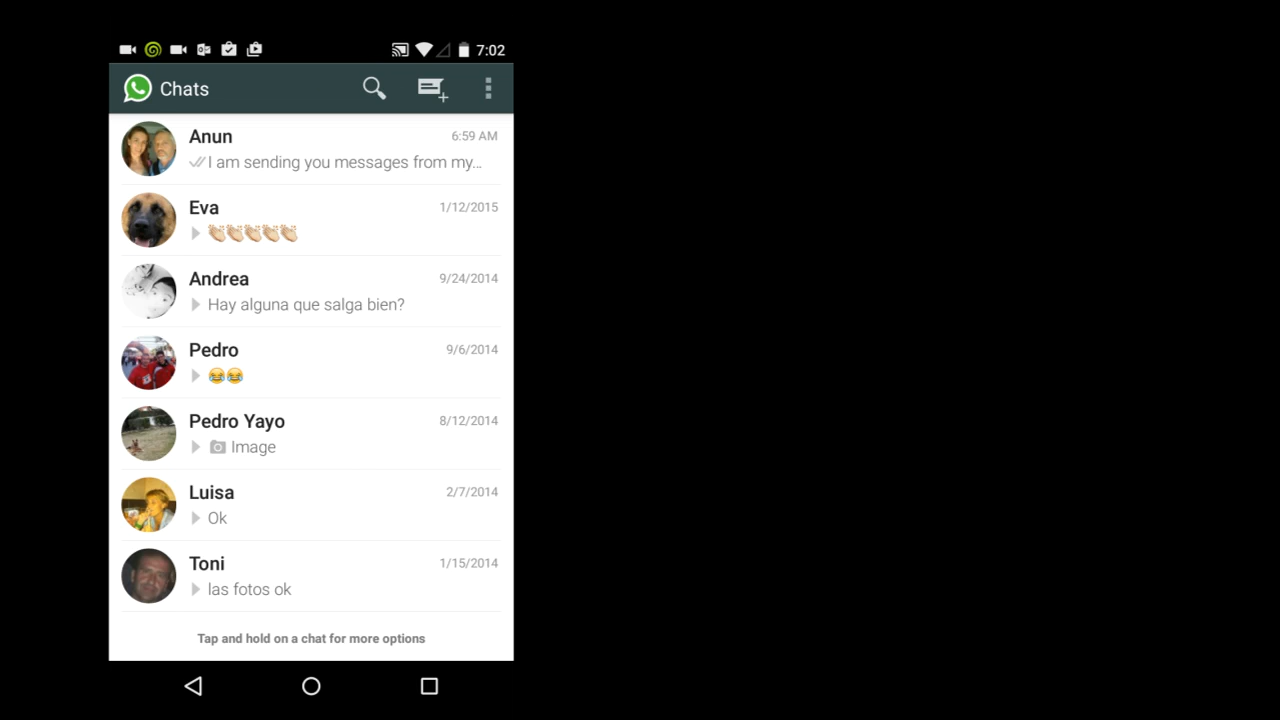 7:02
Chats
Anun
6:59 AM
I am sending you messages from my...
Eva
1/12/2015
👏👏👏👏👏
Andrea
9/24/2014
Hay alguna que salga bien?
Pedro
9/6/2014
😂😂
Pedro Yayo
8/12/2014
Image
Luisa
2/7/2014
Ok
Toni
1/15/2014
las fotos ok
Tap and hold on a chat for more options